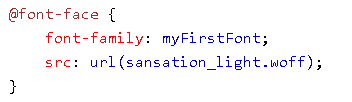 @font-face {
    font-family: myFirstFont;
    src: url(sansation_light.woff);
}